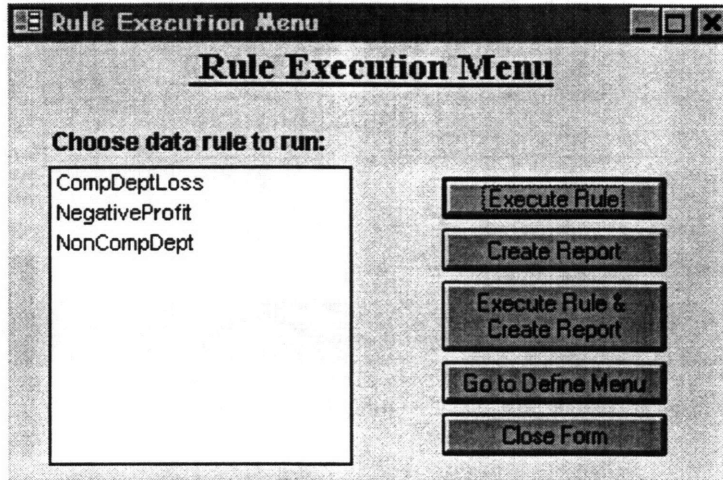 Rule Execution Menu
Rule Execution Menu
Choose data rule to run:
CompDeptLoss
NegativeProfit
NonCompDept
Execute Rule
Create Report
Execute Rule &
Create Report
Go to Define Menu
Close Form